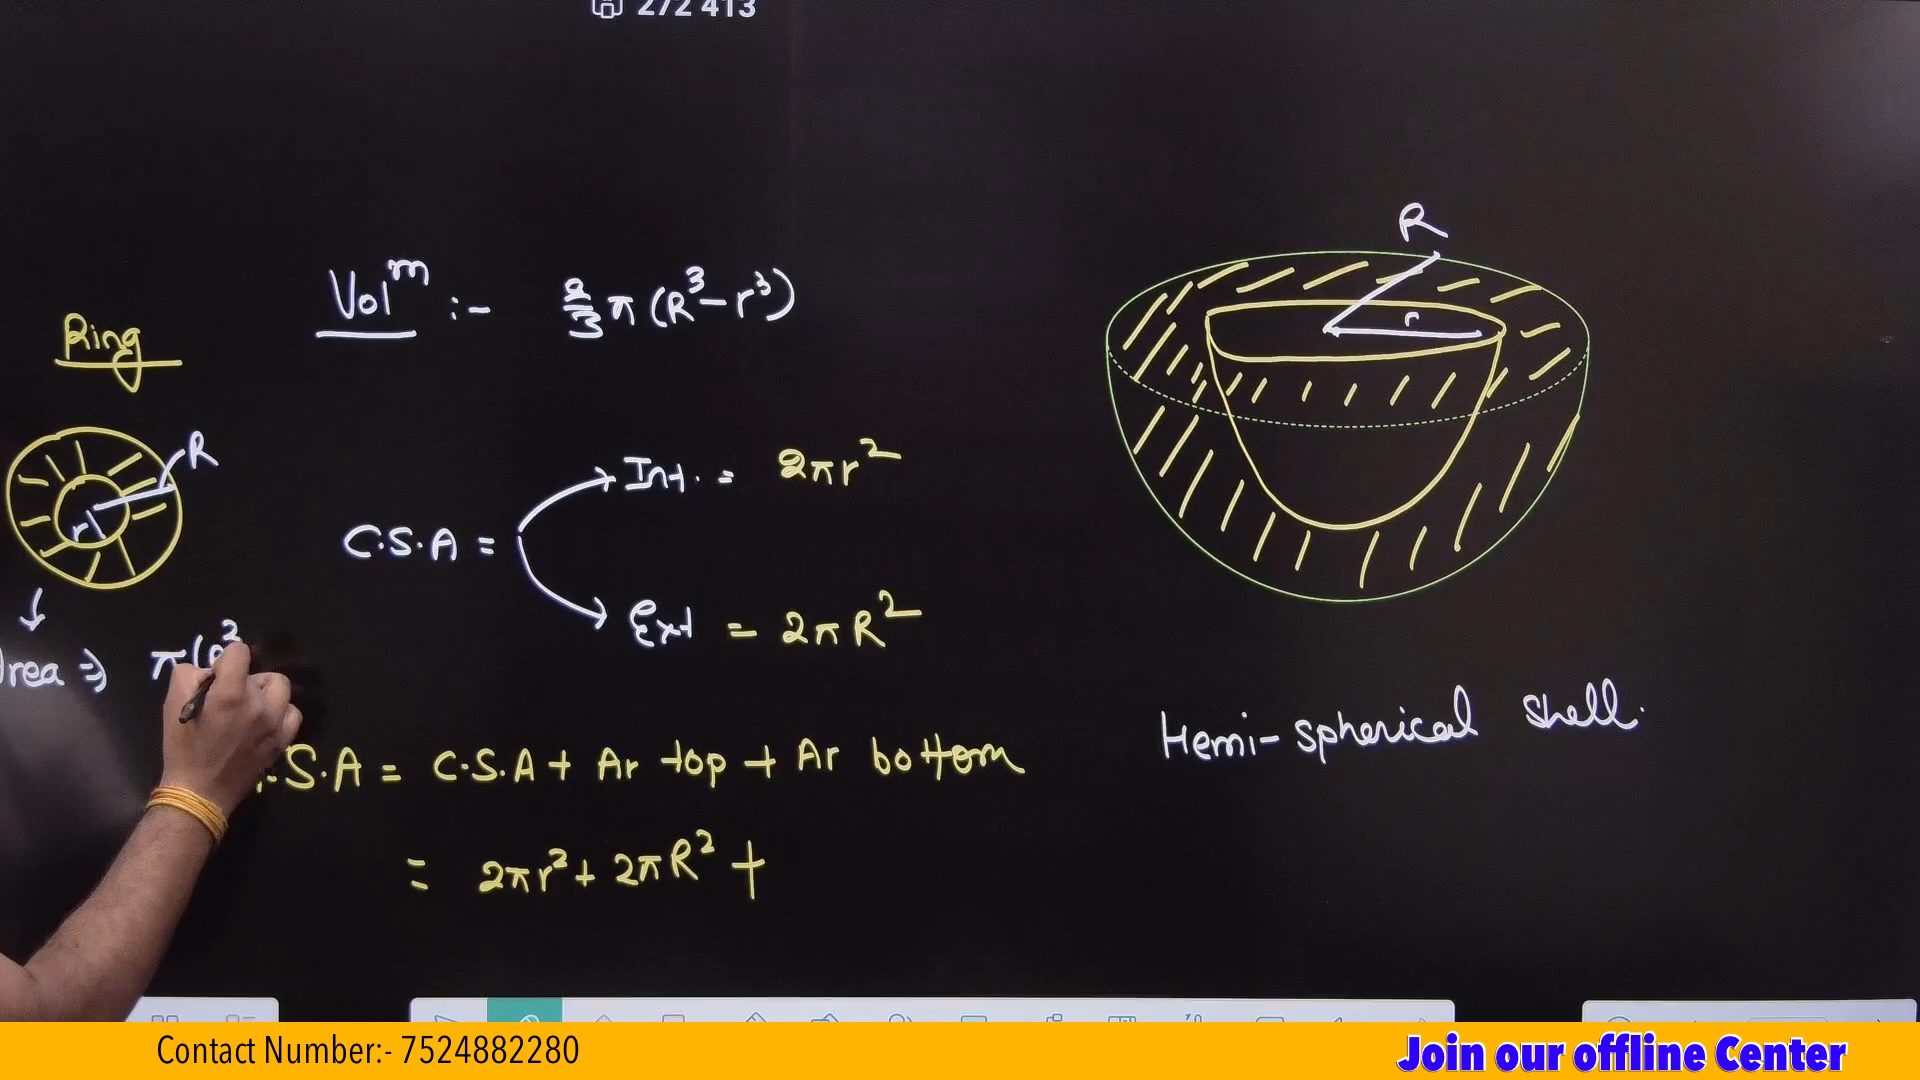 272 413
Volᵐ :- 2/3 π (R³ - r³)
Ring
R
r
R
r
Int. = 2πr²
C.S.A =
Ext = 2πR²
Area ⇒ π(R²
.S.A = C.S.A + Ar top + Ar bottom
= 2πr² + 2πR² +
Hemi-spherical Shell.
Contact Number:- 7524882280
Join our offline Center